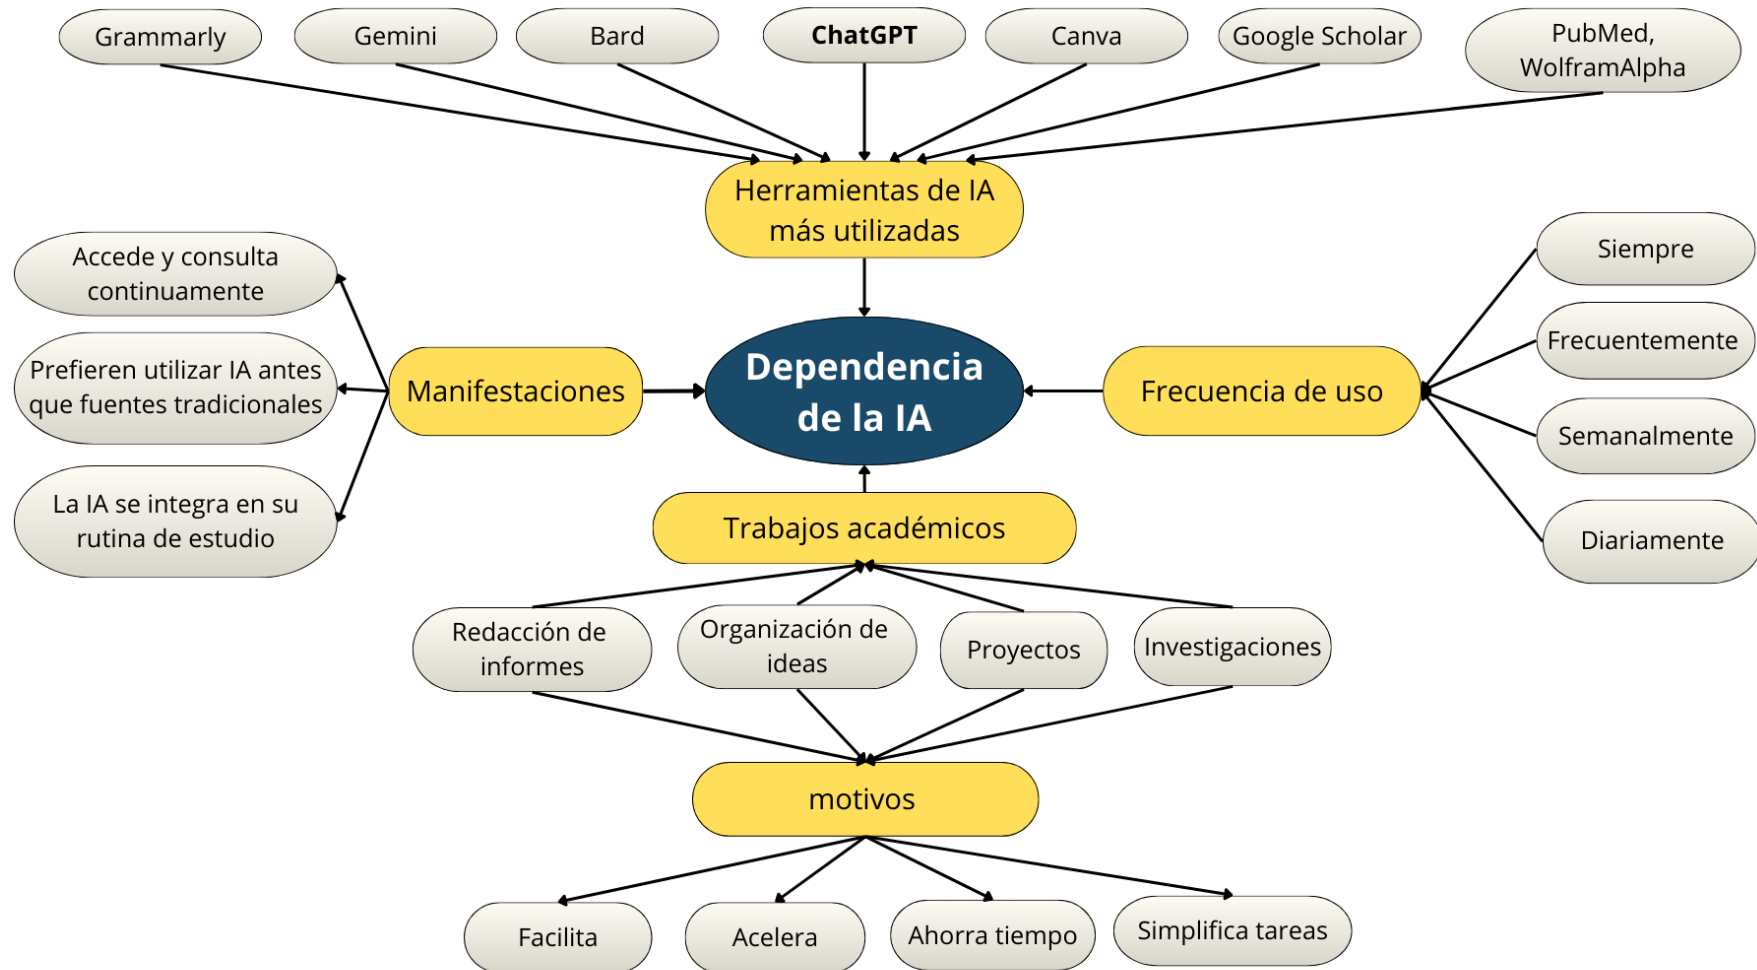 Grammarly
Gemini
Bard
ChatGPT
Canva
Google Scholar
PubMed,
WolframAlpha
Herramientas de IA
más utilizadas
Accede y consulta
continuamente
Prefieren utilizar IA antes
que fuentes tradicionales
La IA se integra en su
rutina de estudio
Manifestaciones
Dependencia
de la IA
Frecuencia de uso
Siempre
Frecuentemente
Semanalmente
Diariamente
Trabajos académicos
Redacción de
informes
Organización de
ideas
Proyectos
Investigaciones
motivos
Facilita
Acelera
Ahorra tiempo
Simplifica tareas